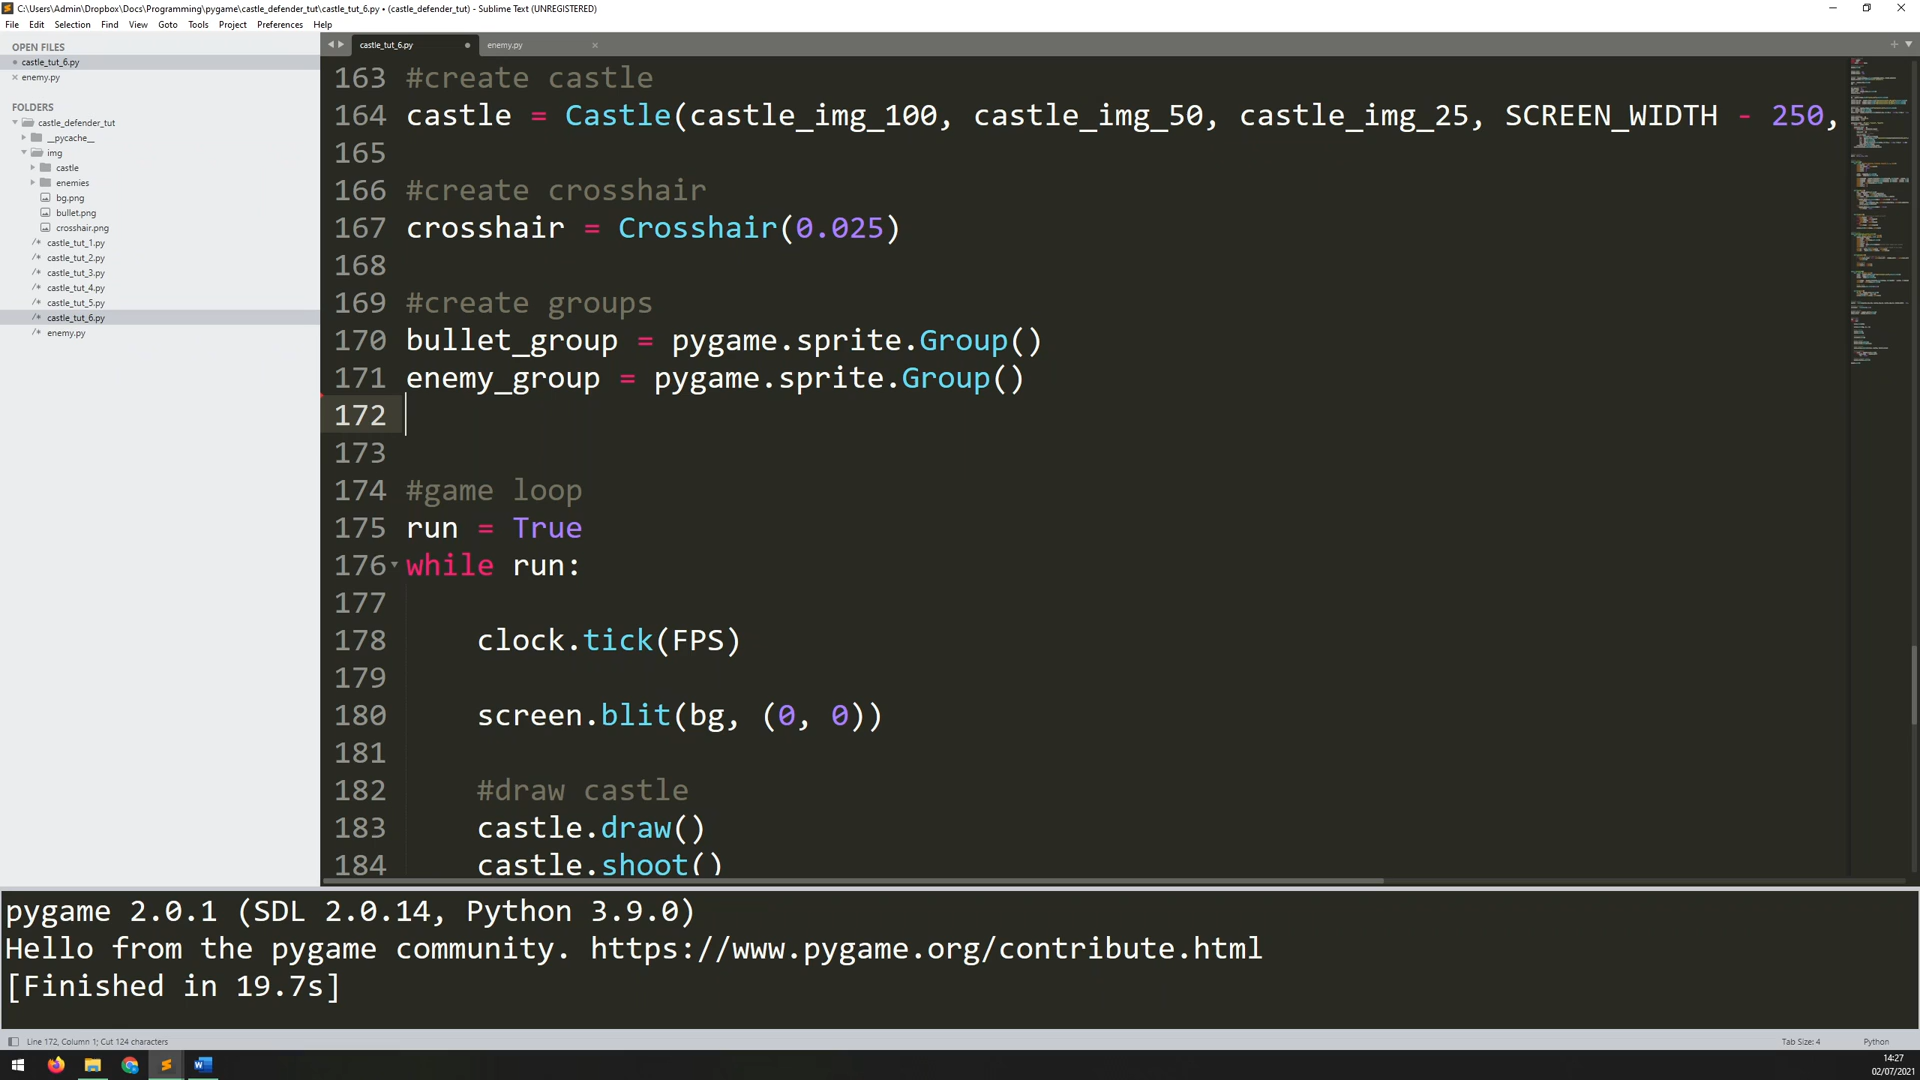 C:\Users\Admin\Dropbox\Docs\Programming\pygame\castle_defender_tut\castle_tut_6.py • (castle_defender_tut) - Sublime Text (UNREGISTERED)
File Edit Selection Find View Goto Tools Project Preferences Help
OPEN FILES
castle_tut_6.py
enemy.py
FOLDERS
castle_defender_tut
__pycache__
img
castle
enemies
bg.png
bullet.png
crosshair.png
castle_tut_1.py
castle_tut_2.py
castle_tut_3.py
castle_tut_4.py
castle_tut_5.py
castle_tut_6.py
enemy.py
castle_tut_6.py enemy.py
163 #create castle
164 castle = Castle(castle_img_100, castle_img_50, castle_img_25, SCREEN_WIDTH - 250,
165
166 #create crosshair
167 crosshair = Crosshair(0.025)
168
169 #create groups
170 bullet_group = pygame.sprite.Group()
171 enemy_group = pygame.sprite.Group()
172
173
174 #game loop
175 run = True
176 while run:
177
178 clock.tick(FPS)
179
180 screen.blit(bg, (0, 0))
181
182 #draw castle
183 castle.draw()
184 castle.shoot()
pygame 2.0.1 (SDL 2.0.14, Python 3.9.0)
Hello from the pygame community. https://www.pygame.org/contribute.html
[Finished in 19.7s]
Line 172, Column 1; Cut 124 characters
Tab Size: 4 Python
14:27
02/07/2021